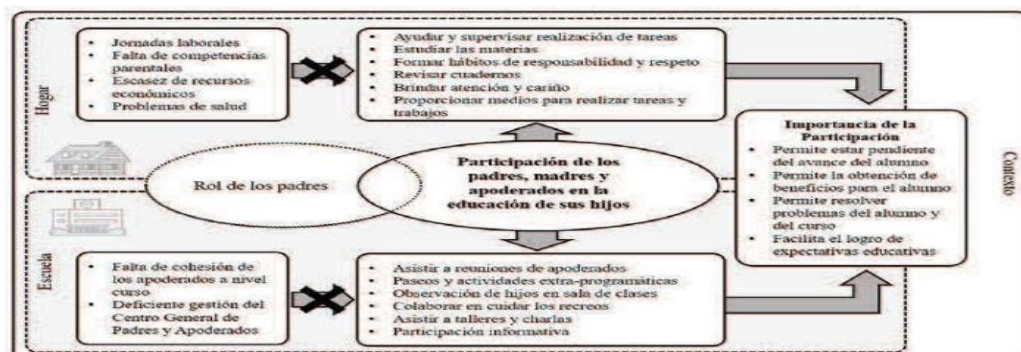 Hogar
• Jornadas laborales
• Falta de competencias
parentales
• Escasez de recursos
económicos
• Problemas de salud
• Ayudar y supervisar realización de tareas
• Estudiar las materias
• Formar hábitos de responsabilidad y respeto
• Revisar cuadernos
• Brindar atención y cariño
• Proporcionar medios para realizar tareas y
trabajos
Rol de los padres
Participación de los
padres, madres y
apoderados en la
educación de sus hijos
Importancia de la
Participación
• Permite estar pendiente
del avance del alumno
• Permite la obtención de
beneficios para el alumno
• Permite resolver
problemas del alumno y
del curso
• Facilita el logro de
expectativas educativas
Contexto
Escuela
• Falta de cohesión de
los apoderados a nivel
curso
• Deficiente gestión del
Centro General de
Padres y Apoderados
• Asistir a reuniones de apoderados
• Paseos y actividades extra-programáticas
• Observación de hijos en sala de clases
• Colaborar en cuidar los recreos
• Asistir a talleres y charlas
• Participación informativa